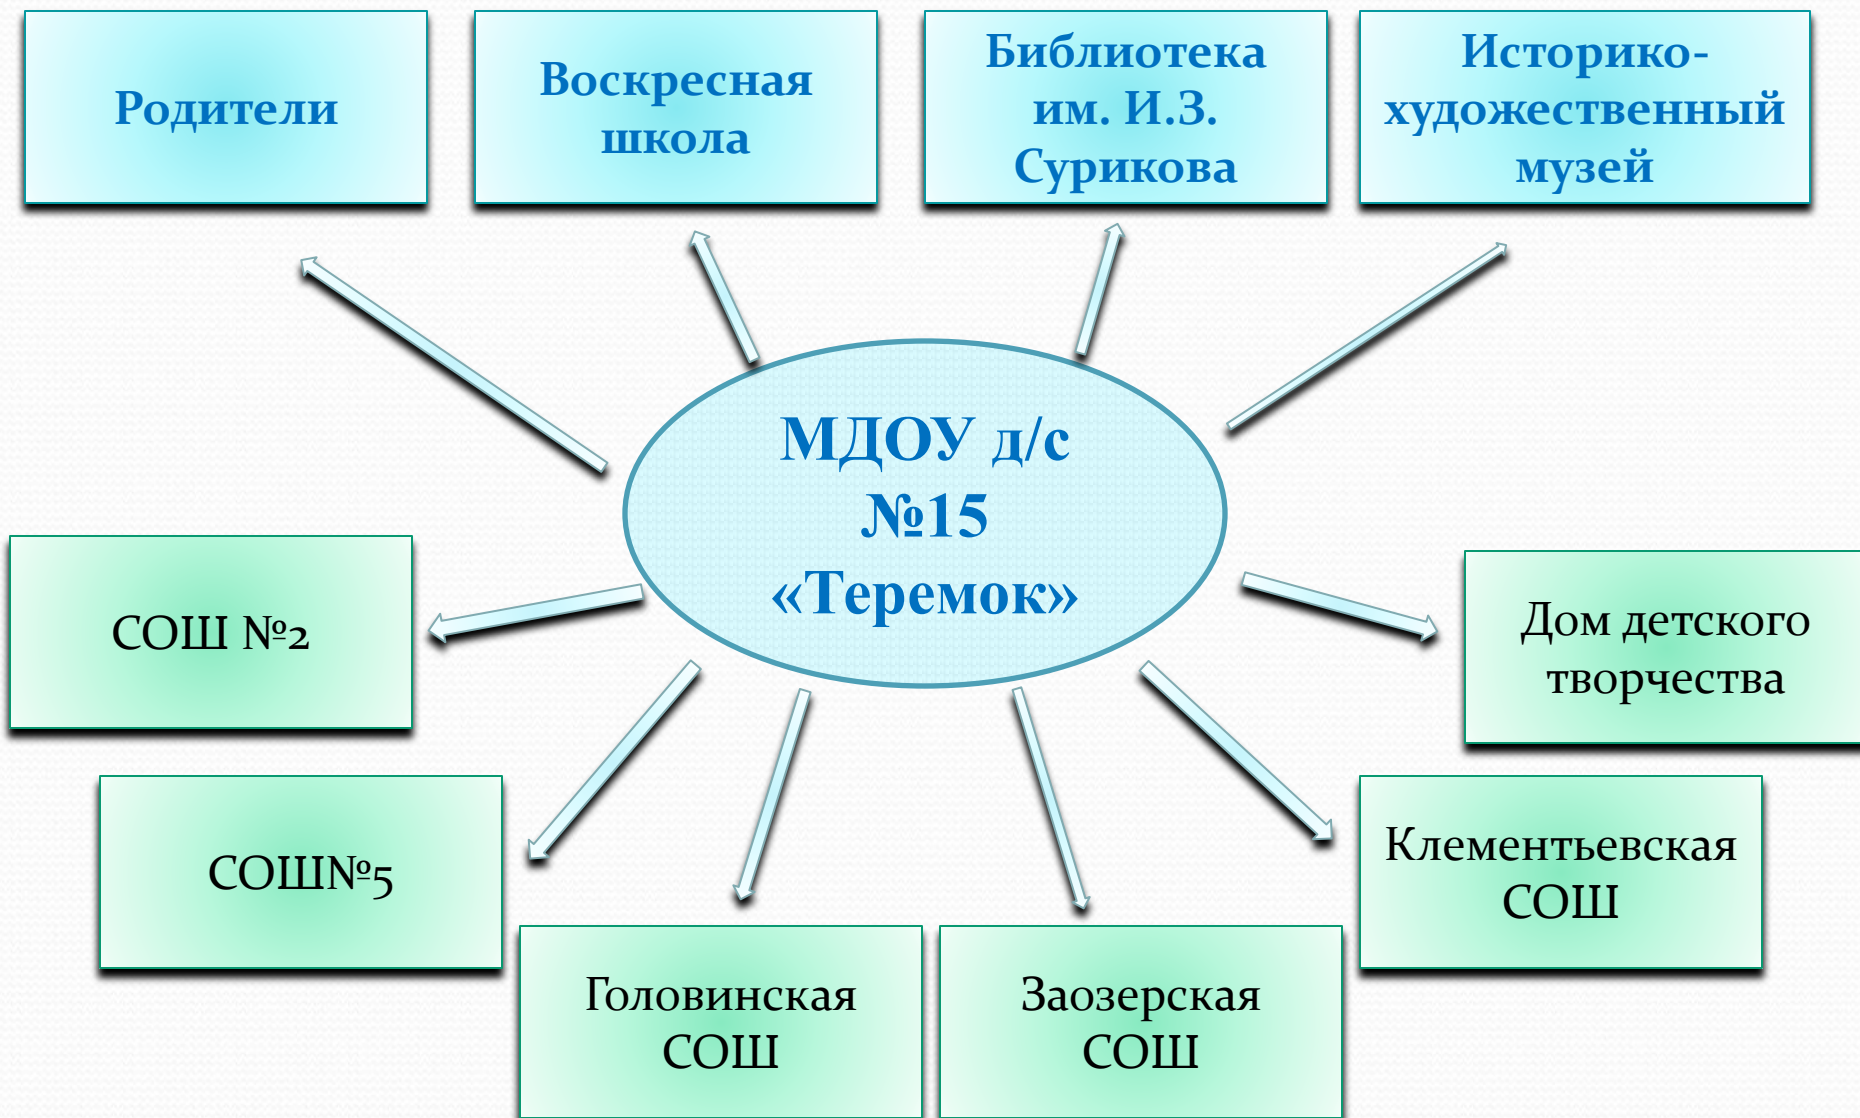 Родители
Воскресная
школа
Библиотека
им. И.З.
Сурикова
Историко-
художественный
музей
МДОУ д/с
№15
«Теремок»
СОШ №2
Дом детского
творчества
СОШ№5
Клементьевская
СОШ
Головинская
СОШ
Заозерская
СОШ